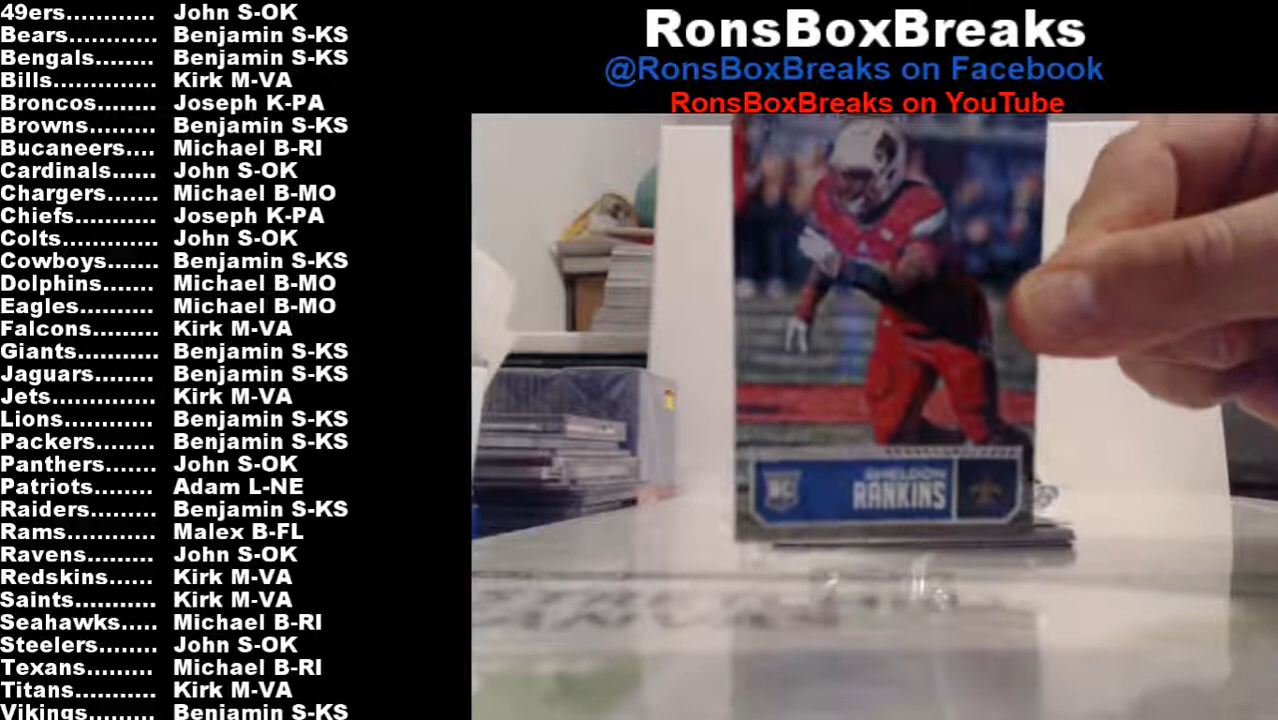 49ers............ John S-OK
Bears............ Benjamin S-KS
Bengals........ Benjamin S-KS
Bills.............. Kirk M-VA
Broncos........ Joseph K-PA
Browns......... Benjamin S-KS
Bucaneers.... Michael B-RI
Cardinals...... John S-OK
Chargers....... Michael B-MO
Chiefs........... Joseph K-PA
Colts............. John S-OK
Cowboys....... Benjamin S-KS
Dolphins....... Michael B-MO
Eagles.......... Michael B-MO
Falcons......... Kirk M-VA
Giants........... Benjamin S-KS
Jaguars........ Benjamin S-KS
Jets.............. Kirk M-VA
Lions............ Benjamin S-KS
Packers........ Benjamin S-KS
Panthers....... John S-OK
Patriots......... Adam L-NE
Raiders......... Benjamin S-KS
Rams............ Malex B-FL
Ravens......... John S-OK
Redskins...... Kirk M-VA
Saints........... Kirk M-VA
Seahawks..... Michael B-RI
Steelers........ John S-OK
Texans......... Michael B-RI
Titans........... Kirk M-VA
Vikings......... Benjamin S-KS
RonsBoxBreaks
@RonsBoxBreaks on Facebook
RonsBoxBreaks on YouTube
RC
SHELDON
RANKINS